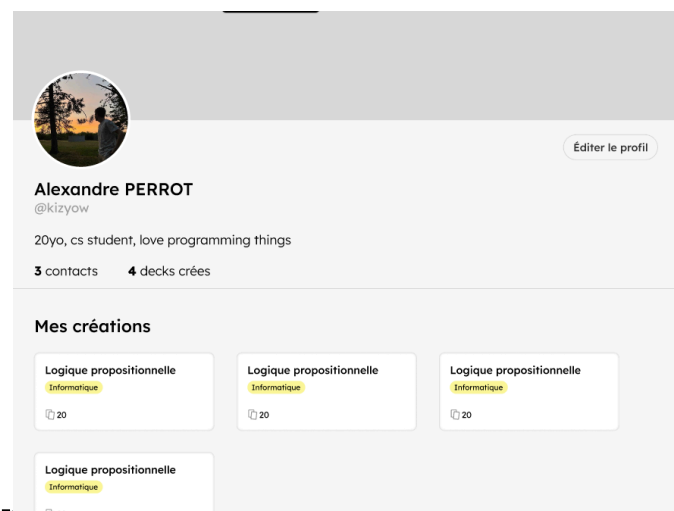 Éditer le profil
Alexandre PERROT
@kizyow
20yo, cs student, love programming things
3 contacts 4 decks crées
Mes créations
Logique propositionnelle Logique propositionnelle Logique propositionnelle
Informatique Informatique Informatique
20 20 20
Logique propositionnelle
Informatique